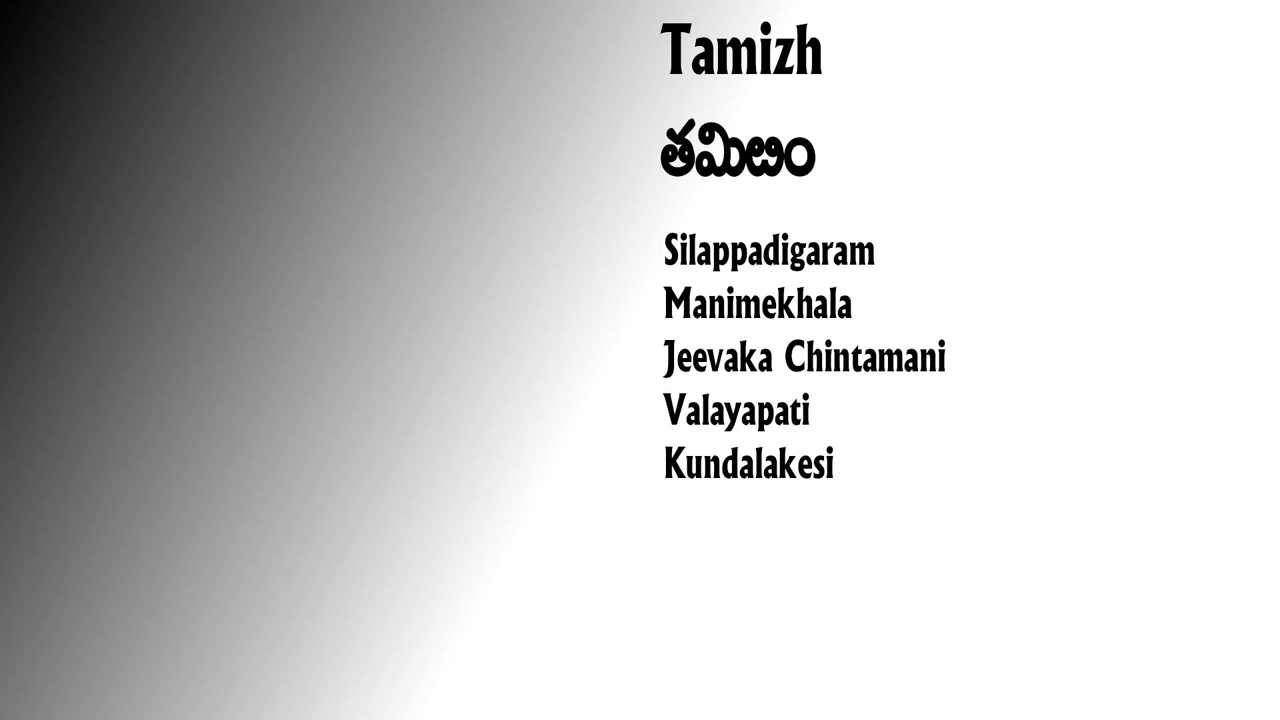 Tamizh
తమిఴం
Silappadigaram
Manimekhala
Jeevaka Chintamani
Valayapati
Kundalakesi